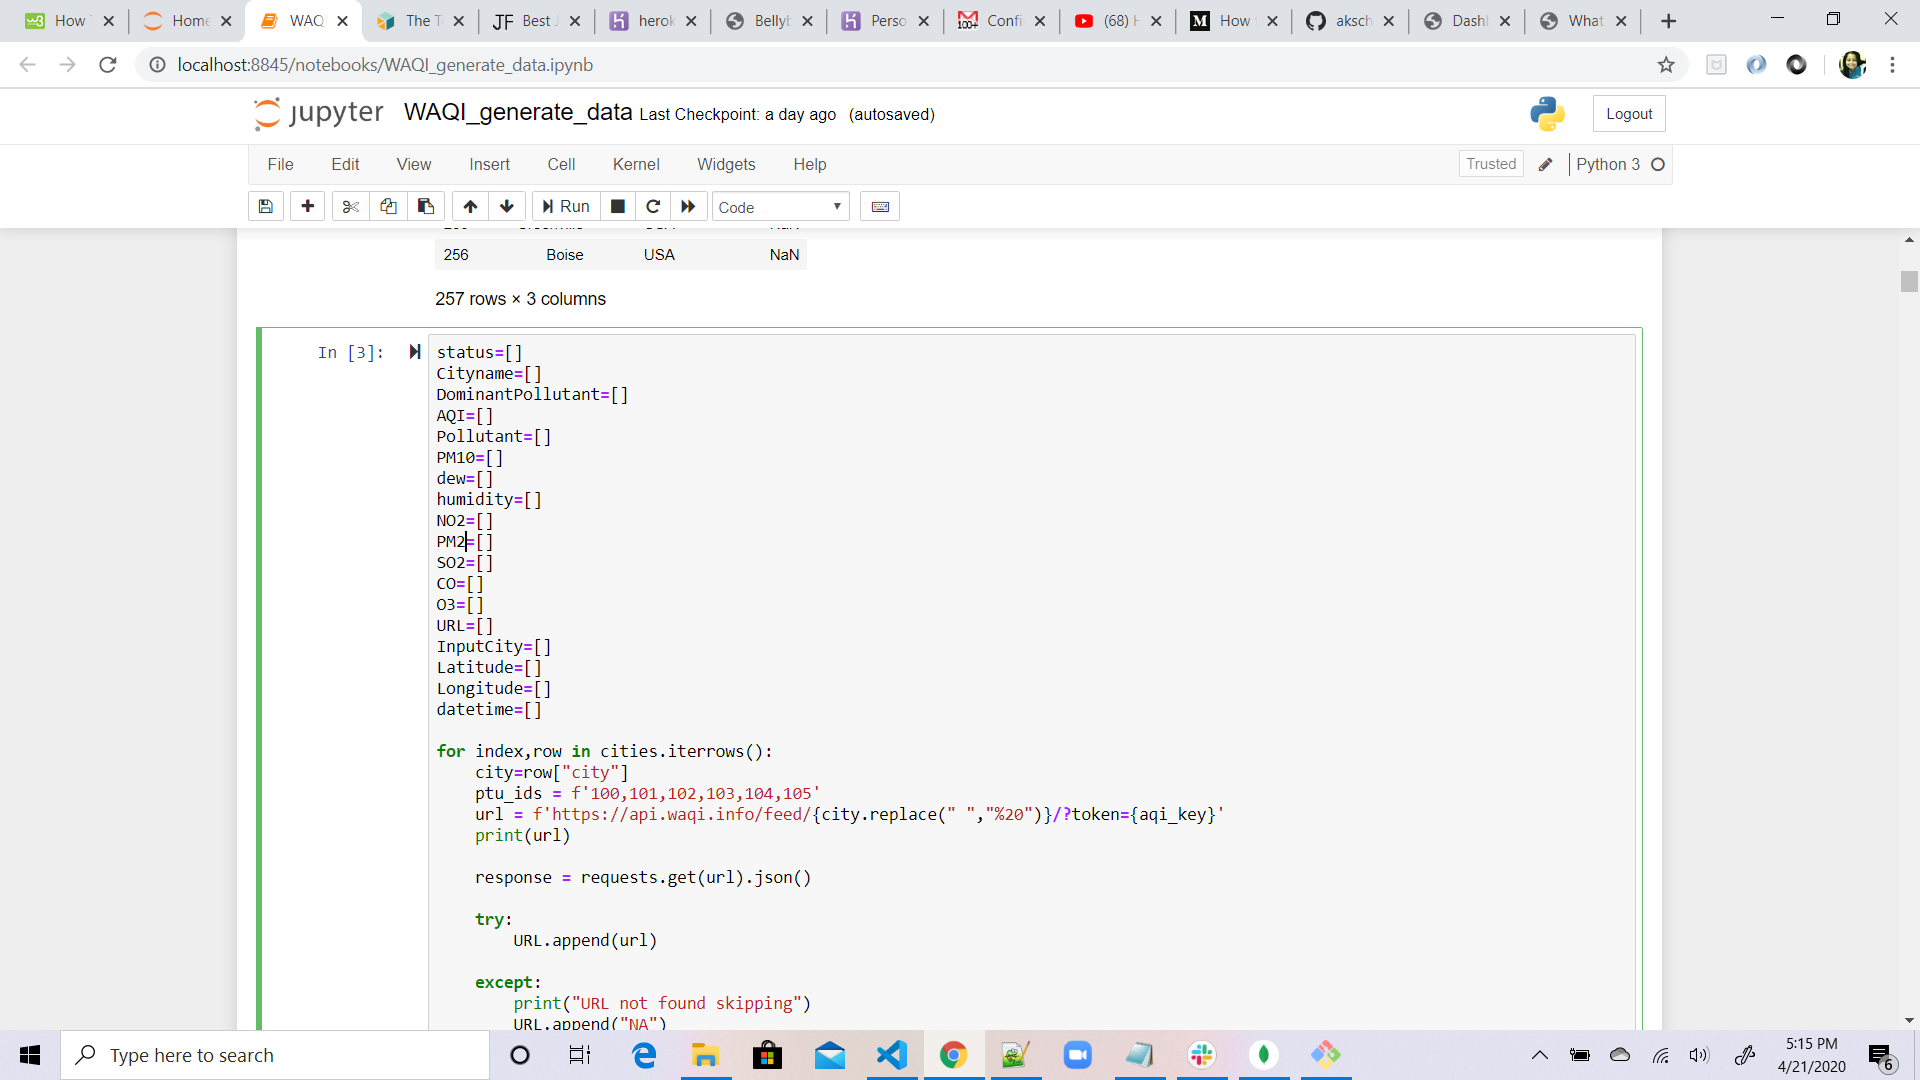 How T
Home
WAQ
The T
Best J
herok
Bellyb
Perso
Confi
(68) H
How t
aksch
Dashb
What
localhost:8845/notebooks/WAQI_generate_data.ipynb
jupyter WAQI_generate_data Last Checkpoint: a day ago (autosaved)
Logout
File Edit View Insert Cell Kernel Widgets Help
Trusted Python 3
Run Code
256 Boise USA NaN
257 rows × 3 columns
In [3]:
status=[]
Cityname=[]
DominantPollutant=[]
AQI=[]
Pollutant=[]
PM10=[]
dew=[]
humidity=[]
NO2=[]
PM2=[]
SO2=[]
CO=[]
O3=[]
URL=[]
InputCity=[]
Latitude=[]
Longitude=[]
datetime=[]
for index,row in cities.iterrows():
city=row["city"]
ptu_ids = f'100,101,102,103,104,105'
url = f'https://api.waqi.info/feed/{city.replace(" ","%20")}/?token={aqi_key}'
print(url)
response = requests.get(url).json()
try:
URL.append(url)
except:
print("URL not found skipping")
URL.append("NA")
Type here to search
5:15 PM
4/21/2020
6